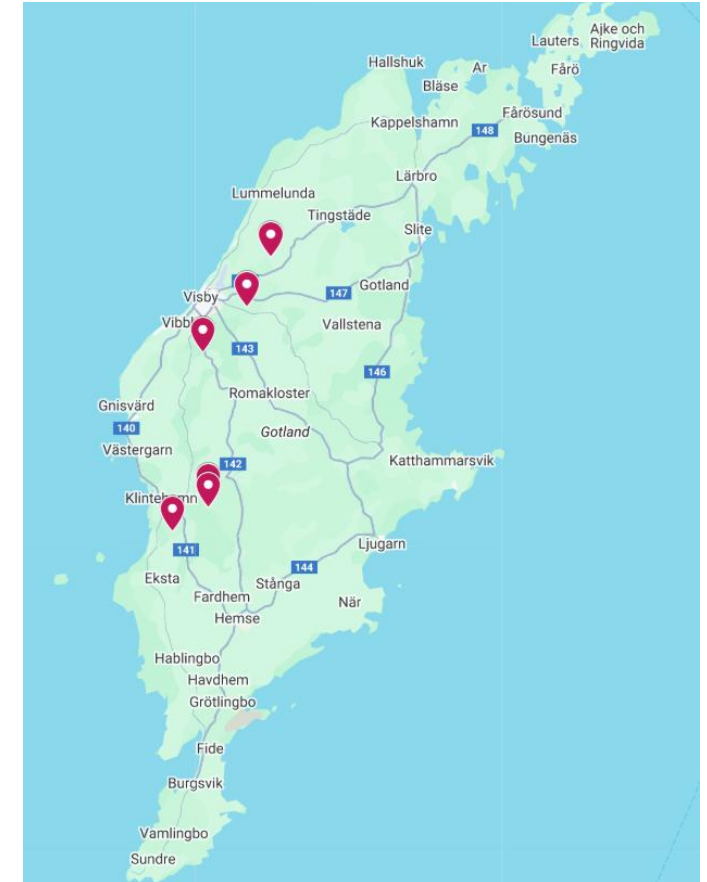 Ajke och
Ringvida
Lauters
Hallshuk
Ar
Fårö
Bläse
Fårösund
Kappelshamn
148
Bungenäs
Lärbro
Lummelunda
Tingstäde
Slite
Gotland
147
Visby
Vallstena
143
146
Romakloster
Gnisvärd
140
Gotland
Västergarn
142
Katthammarsvik
141
Ljugarn
144
Eksta
Stånga
Fardhem
När
Hemse
Hablingbo
Havdhem
Grötlingbo
Fide
Burgsvik
Vamlingbo
Sundre